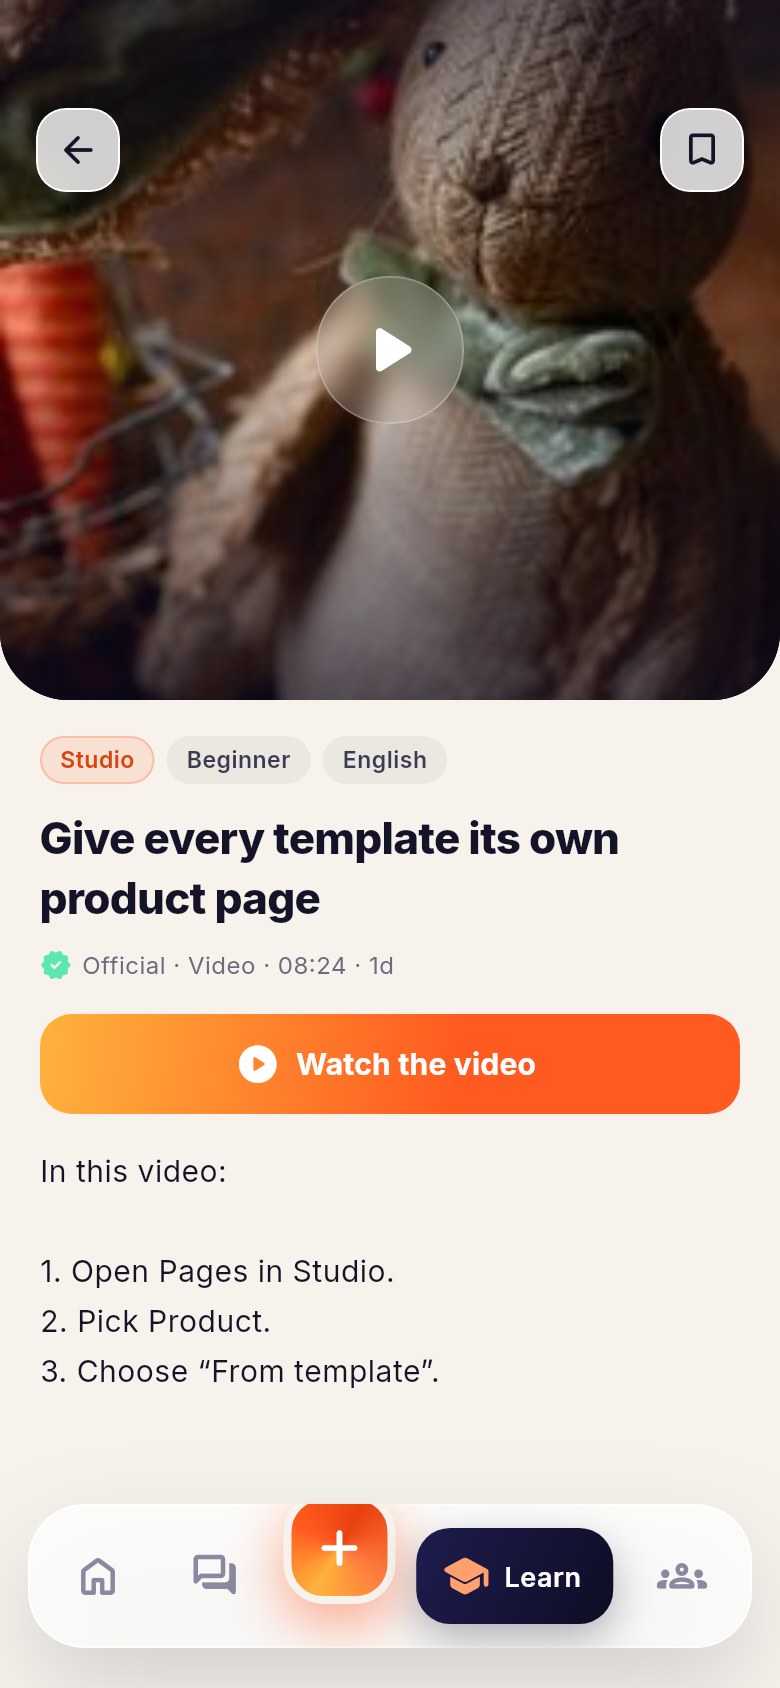 Studio
Beginner
English
Give every template its own
product page
Official · Video · 08:24 · 1d
Watch the video
In this video:
1. Open Pages in Studio.
2. Pick Product.
3. Choose “From template”.
Learn